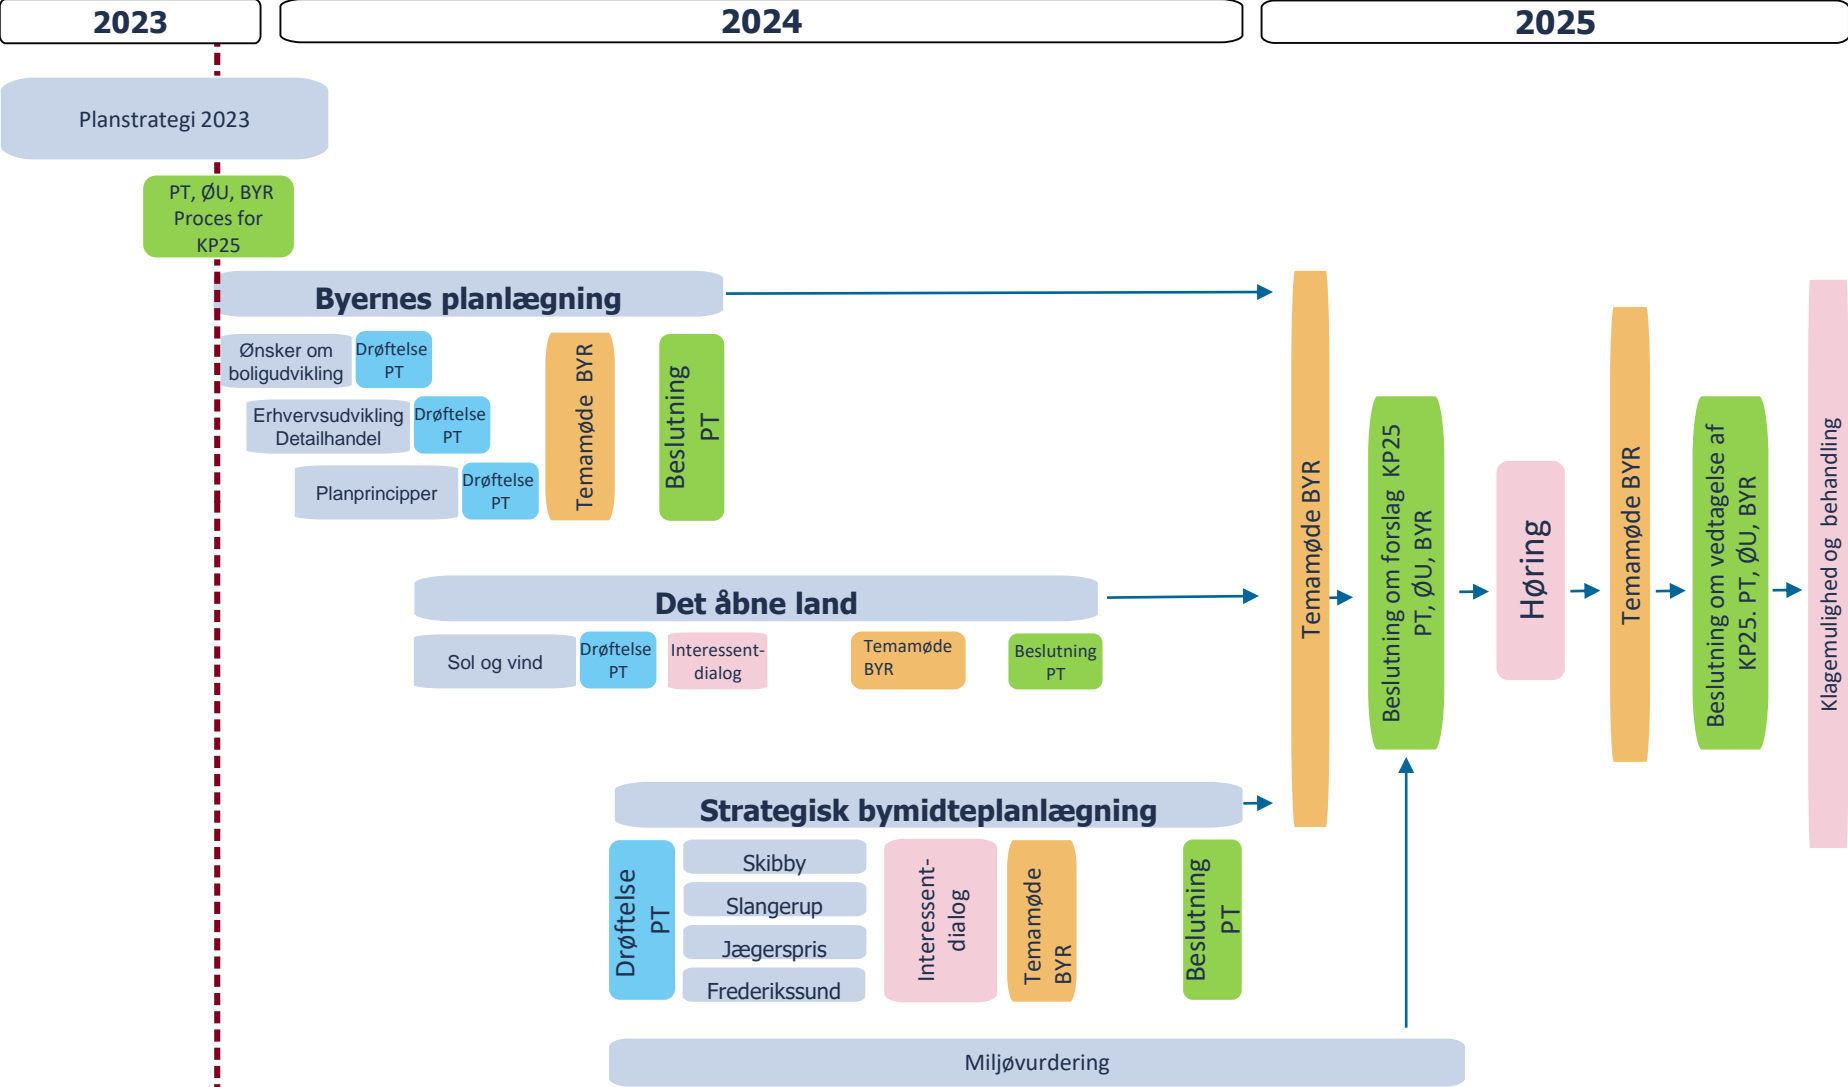 2023
2024
2025
Planstrategi 2023
PT, ØU, BYR
Proces for
KP25
Byernes planlægning
Ønsker om
boligudvikling
Drøftelse
PT
Erhvervsudvikling
Detailhandel
Drøftelse
PT
Planprincipper
Drøftelse
PT
Temamøde BYR
Beslutning
PT
Det åbne land
Sol og vind
Drøftelse
PT
Interessent-
dialog
Temamøde
BYR
Beslutning
PT
Strategisk bymidteplanlægning
Drøftelse
PT
Skibby
Slangerup
Jægerspris
Frederikssund
Interessent-
dialog
Temamøde
BYR
Beslutning
PT
Miljøvurdering
Temamøde BYR
Beslutning om forslag KP25
PT, ØU, BYR
Høring
Temamøde BYR
Beslutning om vedtagelse af
KP25. PT, ØU, BYR
Klagemulighed og behandling